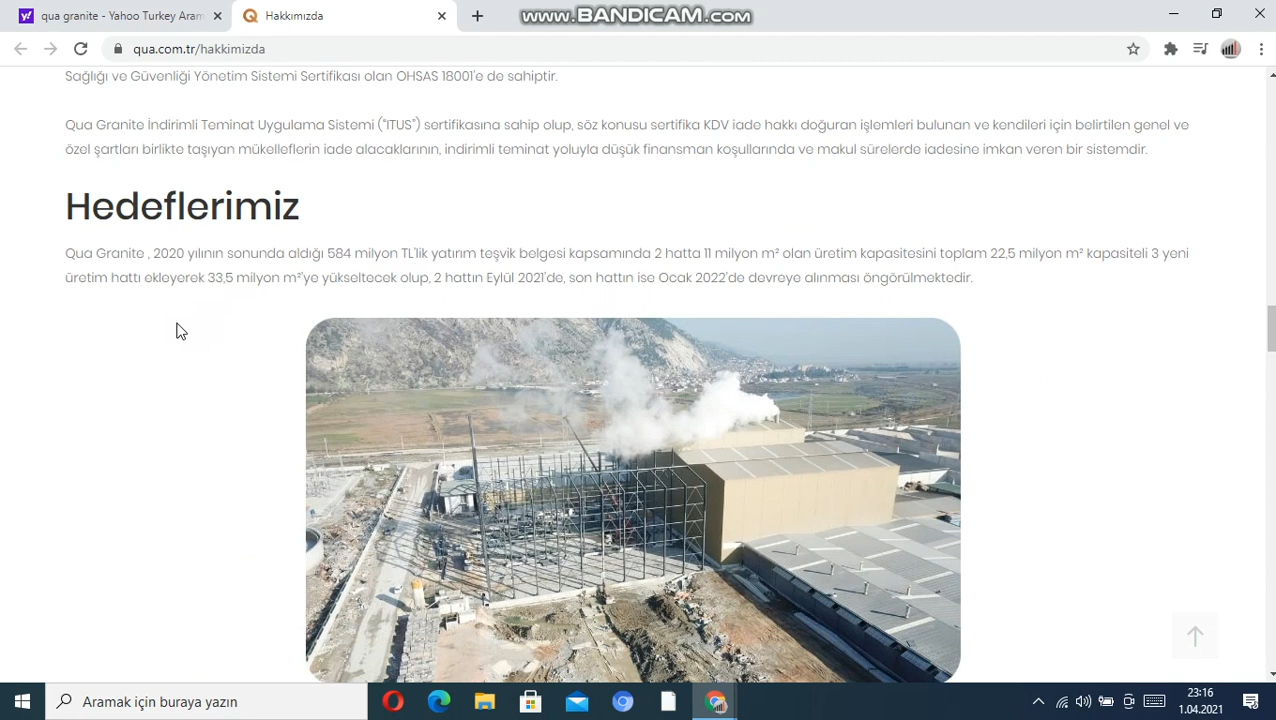 www.BANDICAM.com
qua granite - Yahoo Turkey Aram
Hakkımızda
qua.com.tr/hakkimizda
Sağlığı ve Güvenliği Yönetim Sistemi Sertifikası olan OHSAS 18001'e de sahiptir.
Qua Granite İndirimli Teminat Uygulama Sistemi ("ITUS") sertifikasına sahip olup, söz konusu sertifika KDV iade hakkı doğuran işlemleri bulunan ve kendileri için belirtilen genel ve
özel şartları birlikte taşıyan mükelleflerin iade alacaklarının, indirimli teminat yoluyla düşük finansman koşullarında ve makul sürelerde iadesine imkan veren bir sistemdir.
Hedeflerimiz
Qua Granite , 2020 yılının sonunda aldığı 584 milyon TL'lik yatırım teşvik belgesi kapsamında 2 hatta 11 milyon m² olan üretim kapasitesini toplam 22,5 milyon m² kapasiteli 3 yeni
üretim hattı ekleyerek 33,5 milyon m²'ye yükseltecek olup, 2 hattın Eylül 2021'de, son hattın ise Ocak 2022'de devreye alınması öngörülmektedir.
Aramak için buraya yazın
23:16
1.04.2021